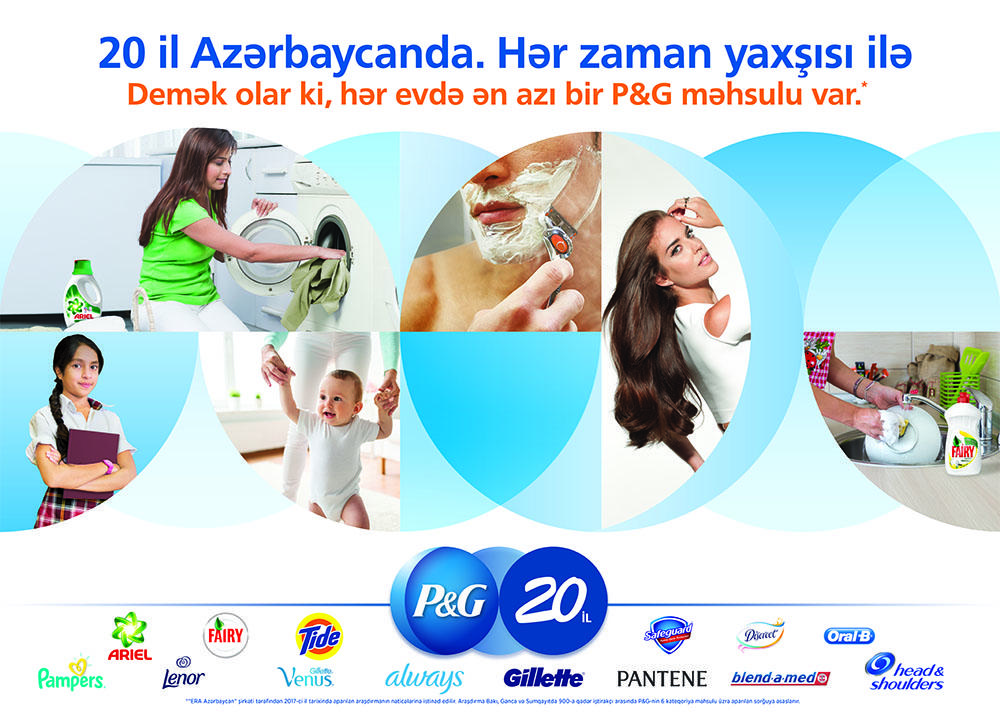 20 il Azərbaycanda. Hər zaman yaxşısı ilə
Demək olar ki, hər evdə ən azı bir P&G məhsulu var.*
ARIEL
FAIRY
P&G 20 İL
ARIEL
FAIRY
Tide
Safeguard
Discreet
Oral-B
Pampers
Lenor
Gillette
Venus
always
Gillette
PANTENE
blend-a-med
head &
shoulders
*"ERA Azərbaycan" şirkəti tərəfindən 2017-ci il tarixində aparılan araşdırmanın nəticələrinə istinad edilir. Araşdırma Bakı, Gəncə və Sumqayıtda 900-ə qədər iştirakçı arasında P&G-nin 6 kateqoriya məhsulu üzrə aparılan sorğuya əsaslanır.